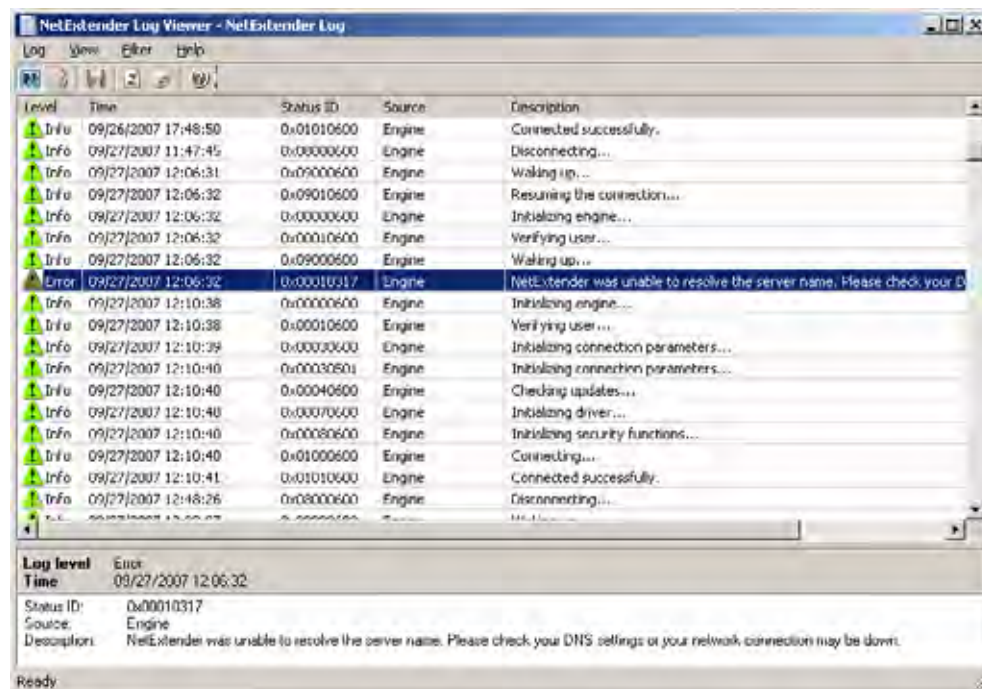 NetExtender Log Viewer - NetExtender Log
Log View Filter Help
Level Time Status ID Source Description
Info 09/26/2007 17:48:50 0x01010600 Engine Connected successfully.
Info 09/27/2007 11:47:45 0x08000600 Engine Disconnecting...
Info 09/27/2007 12:06:31 0x09000600 Engine Waking up...
Info 09/27/2007 12:06:32 0x09010600 Engine Resuming the connection...
Info 09/27/2007 12:06:32 0x00000600 Engine Initializing engine...
Info 09/27/2007 12:06:32 0x00010600 Engine Verifying user...
Info 09/27/2007 12:06:32 0x09000600 Engine Waking up...
Error 09/27/2007 12:06:32 0x00010317 Engine NetExtender was unable to resolve the server name. Please check your D
Info 09/27/2007 12:10:38 0x00000600 Engine Initializing engine...
Info 09/27/2007 12:10:38 0x00010600 Engine Verifying user...
Info 09/27/2007 12:10:39 0x00030600 Engine Initializing connection parameters...
Info 09/27/2007 12:10:40 0x00030601 Engine Initializing connection parameters...
Info 09/27/2007 12:10:40 0x00040600 Engine Checking updates...
Info 09/27/2007 12:10:40 0x00070600 Engine Initializing driver...
Info 09/27/2007 12:10:40 0x00080600 Engine Initializing security functions...
Info 09/27/2007 12:10:40 0x01000600 Engine Connecting...
Info 09/27/2007 12:10:41 0x01010600 Engine Connected successfully.
Info 09/27/2007 12:48:26 0x08000600 Engine Disconnecting...
Log level Error
Time 09/27/2007 12:06:32
Status ID: 0x00010317
Source: Engine
Description: NetExtender was unable to resolve the server name. Please check your DNS settings or your network connection may be down.
Ready